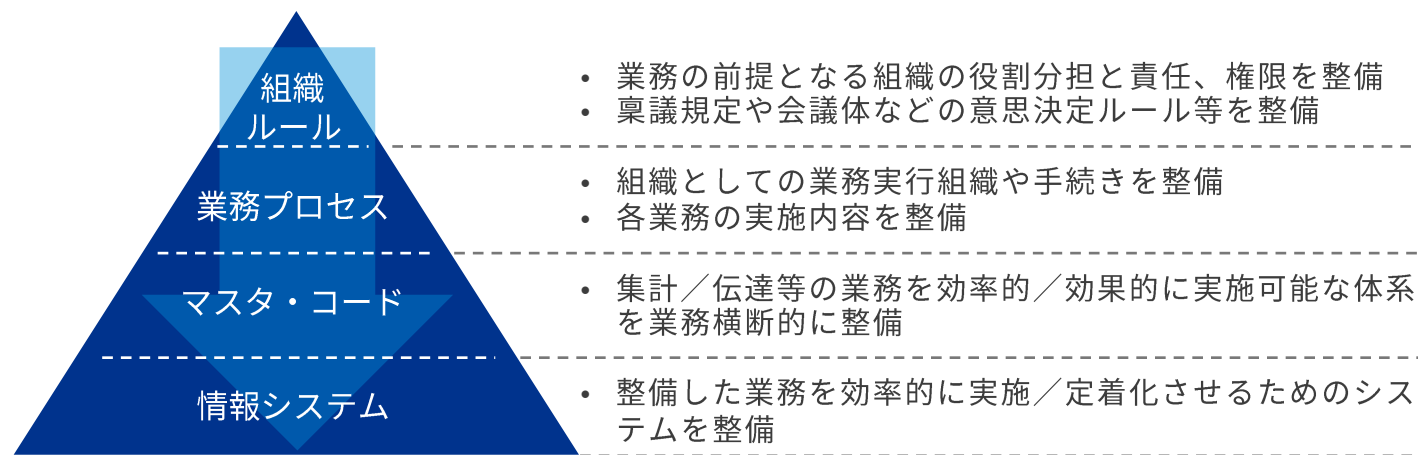 組織
ルール
・ 業務の前提となる組織の役割分担と責任、権限を整備
・ 稟議規定や会議体などの意思決定ルール等を整備
業務プロセス
・ 組織としての業務実行組織や手続きを整備
・ 各業務の実施内容を整備
マスタ・コード
・ 集計／伝達等の業務を効率的／効果的に実施可能な体系
を業務横断的に整備
情報システム
・ 整備した業務を効率的に実施／定着化させるためのシス
テムを整備